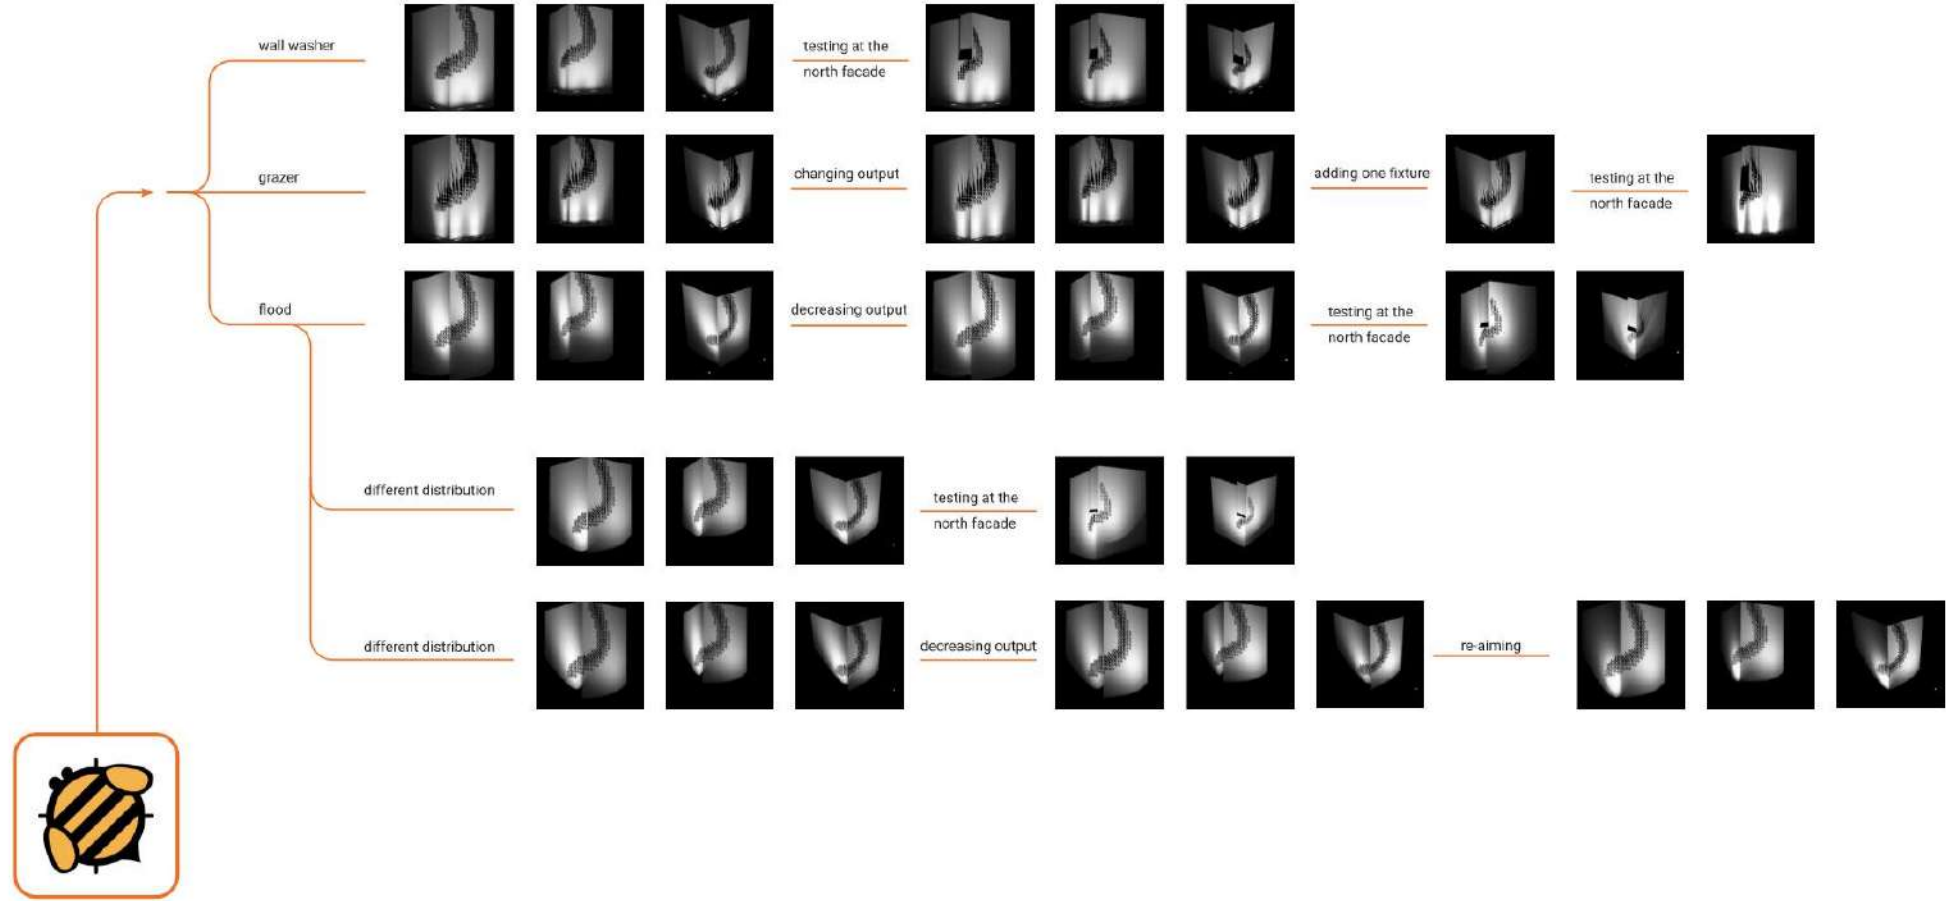 wall washer
testing at the
north facade
grazer
changing output
adding one fixture
testing at the
north facade
flood
decreasing output
testing at the
north facade
different distribution
testing at the
north facade
different distribution
decreasing output
re-aiming